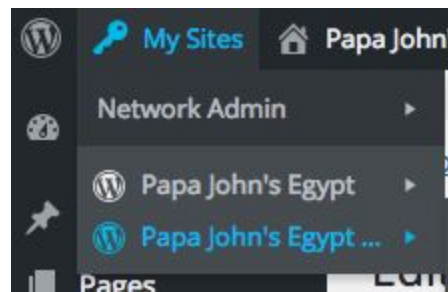 My Sites Papa John
Network Admin
Papa John's Egypt
Papa John's Egypt ...
Pages